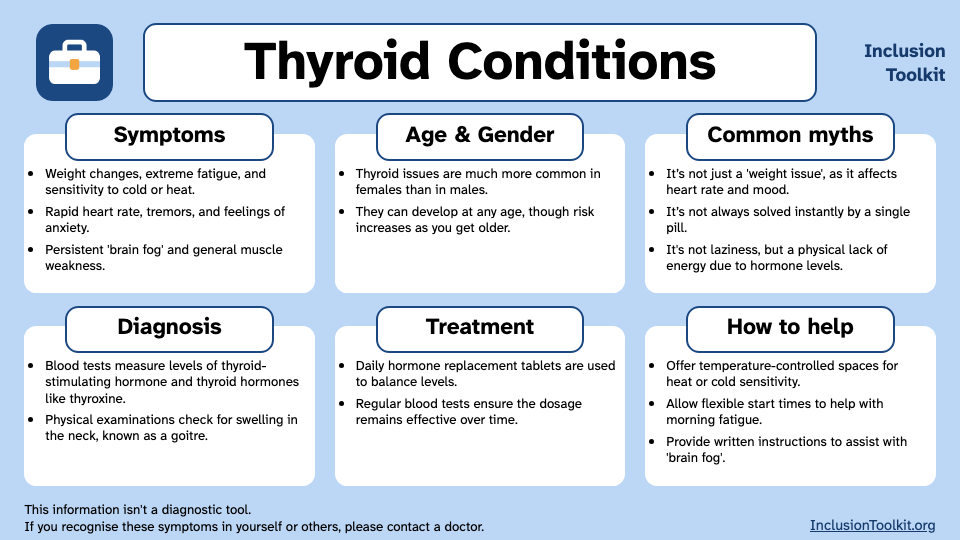 Thyroid Conditions
Inclusion
Toolkit
Symptoms
• Weight changes, extreme fatigue, and
sensitivity to cold or heat.
• Rapid heart rate, tremors, and feelings of
anxiety.
• Persistent 'brain fog' and general muscle
weakness.
Age & Gender
• Thyroid issues are much more common in
females than in males.
• They can develop at any age, though risk
increases as you get older.
Common myths
• It's not just a 'weight issue', as it affects
heart rate and mood.
• It's not always solved instantly by a single
pill.
• It's not laziness, but a physical lack of
energy due to hormone levels.
Diagnosis
• Blood tests measure levels of thyroid-
stimulating hormone and thyroid hormones
like thyroxine.
• Physical examinations check for swelling in
the neck, known as a goitre.
Treatment
• Daily hormone replacement tablets are used
to balance levels.
• Regular blood tests ensure the dosage
remains effective over time.
How to help
• Offer temperature-controlled spaces for
heat or cold sensitivity.
• Allow flexible start times to help with
morning fatigue.
• Provide written instructions to assist with
'brain fog'.
This information isn't a diagnostic tool.
If you recognise these symptoms in yourself or others, please contact a doctor.
InclusionToolkit.org